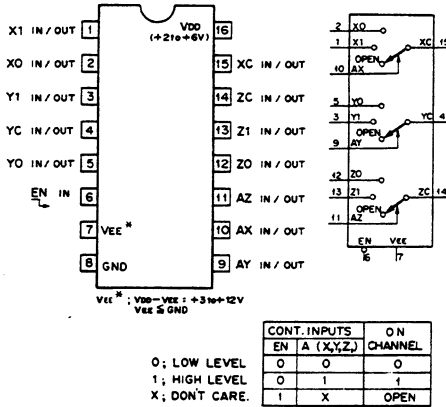 X1 IN/OUT 1 VDD 16
(+2to+6V)
X0 IN/OUT 2 15 XC IN/OUT
Y1 IN/OUT 3 14 ZC IN/OUT
YC IN/OUT 4 13 Z1 IN/OUT
Y0 IN/OUT 5 12 Z0 IN/OUT
EN IN 6 11 AZ IN/OUT
7 VEE* 10 AX IN/OUT
8 GND 9 AY IN/OUT
VEE*; VDD-VEE: +3to+12V
VEE ≦ GND
2 X0
1 X1 XC 15
OPEN
10 AX
5 Y0
3 Y1 YC 4
OPEN
9 AY
12 Z0
13 Z1 ZC 14
OPEN
11 AZ
EN VEE
6 7
CONT. INPUTS ON
EN A (X,Y,Z,) CHANNEL
O; LOW LEVEL 0 0 0
1; HIGH LEVEL 0 1 1
X; DON'T CARE. 1 X OPEN